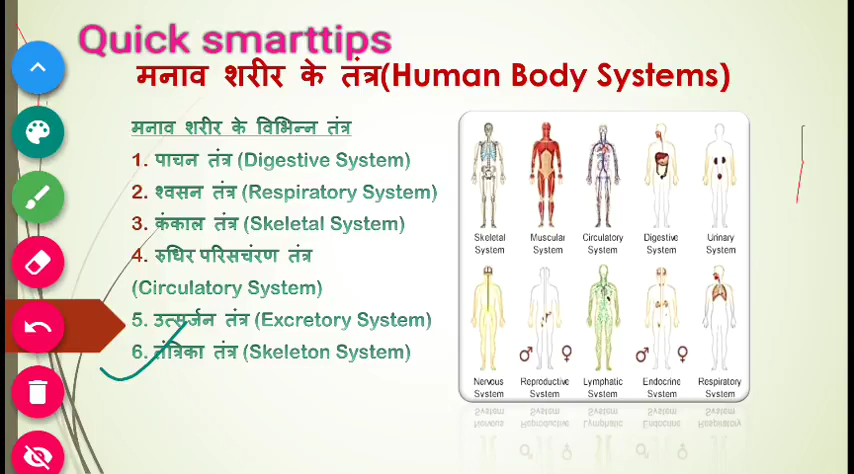 Quick smarttips
मनाव शरीर के तंत्र(Human Body Systems)
मनाव शरीर के विभिन्न तंत्र
1. पाचन तंत्र (Digestive System)
2. श्वसन तंत्र (Respiratory System)
3. कंकाल तंत्र (Skeletal System)
4. रुधिर परिसचंरण तंत्र
(Circulatory System)
5. उत्सर्जन तंत्र (Excretory System)
6. तंत्रिका तंत्र (Skeleton System)
Skeletal System
Muscular System
Circulatory System
Digestive System
Urinary System
Nervous System
Reproductive System
Lymphatic System
Endocrine System
Respiratory System